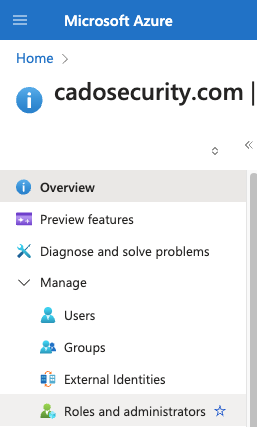 Microsoft Azure
Home
cadosecurity.com |
Overview
Preview features
Diagnose and solve problems
Manage
Users
Groups
External Identities
Roles and administrators